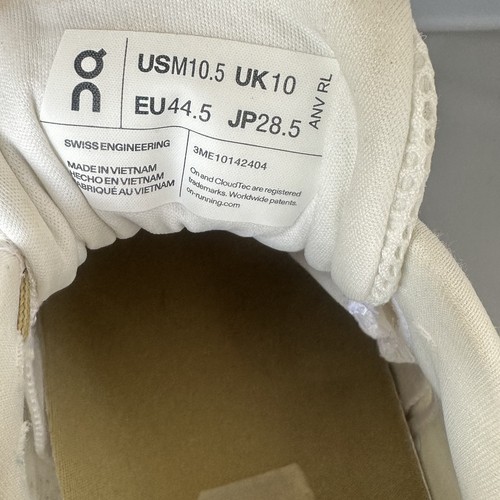 On
USM10.5 UK10
EU44.5 JP28.5
ANV RL
SWISS ENGINEERING
MADE IN VIETNAM
HECHO EN VIETNAM
FABRIQUÉ AU VIETNAM
3ME10142404
On and CloudTec are registered
trademarks. Worldwide patents.
on-running.com